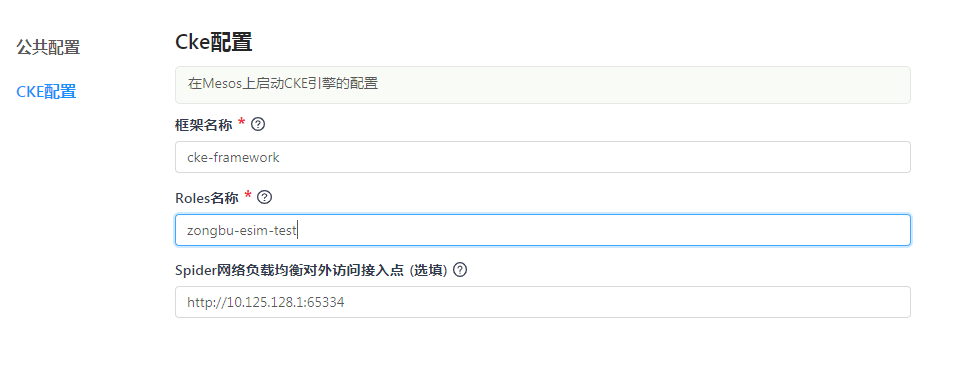 公共配置
CKE配置
Cke配置
在Mesos上启动CKE引擎的配置
框架名称 *
cke-framework
Roles名称 *
zongbu-esim-test
Spider网络负载均衡对外访问接入点 (选填)
http://10.125.128.1:65334